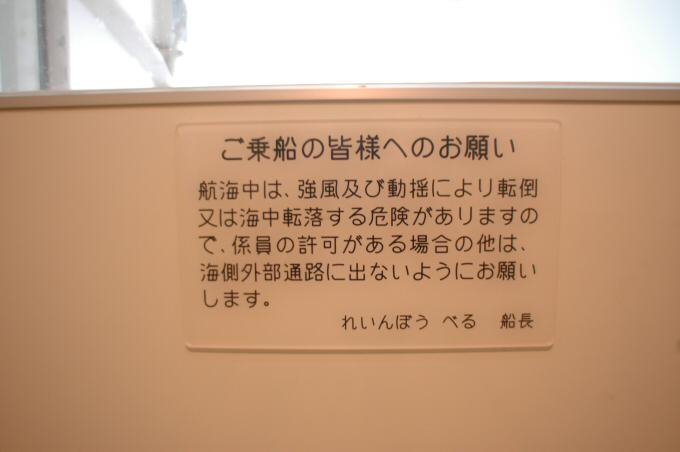 ご乗船の皆様へのお願い
航海中は、強風及び動揺により転倒
又は海中転落する危険がありますの
で、係員の許可がある場合の他は、
海側外部通路に出ないようにお願い
します。
れいんぼう べる 船長